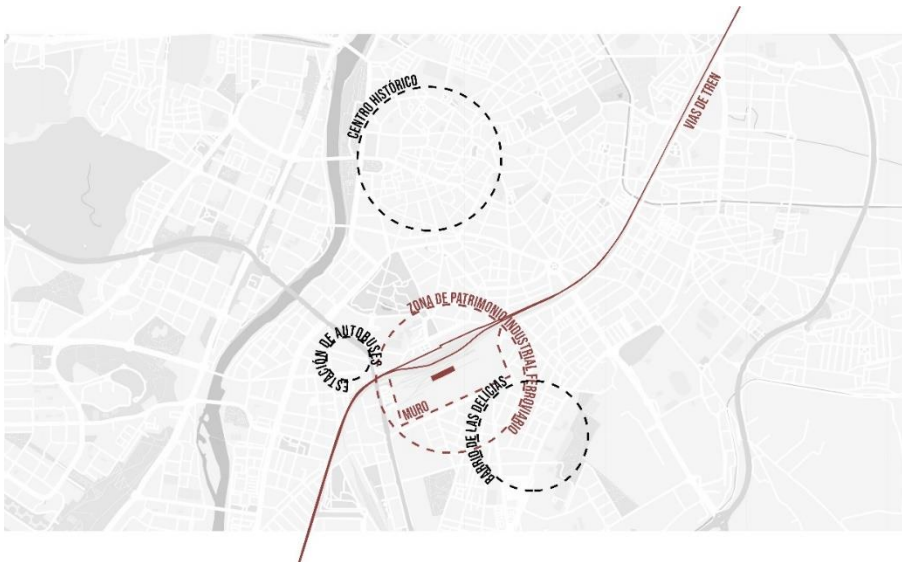 CENTRO HISTÓRICO
VIAS DE TREN
ZONA DE PATRIMONIO INDUSTRIAL FERROVIARIO
ESTACIÓN DE AUTOBUSES
MURO
BARRIO DE LAS DELICIAS